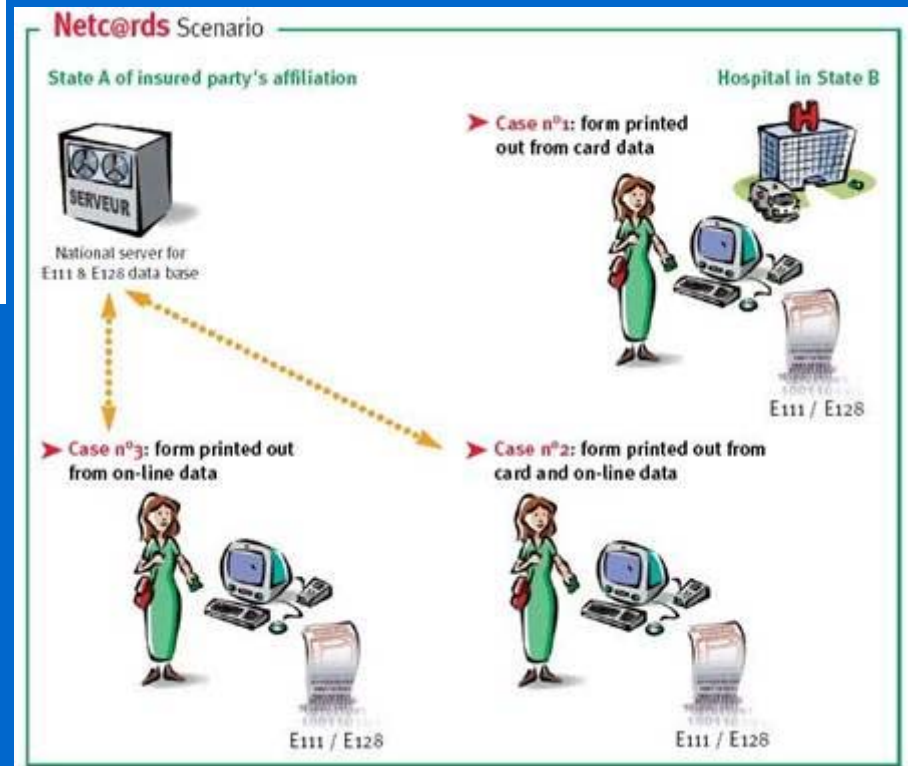 Netc@rds Scenario
State A of insured party's affiliation
Hospital in State B
SERVEUR
National server for
E111 & E128 data base
Case n°1: form printed
out from card data
H
E111 / E128
Case n°3: form printed out
from on-line data
E111 / E128
Case n°2: form printed out from
card and on-line data
E111 / E128